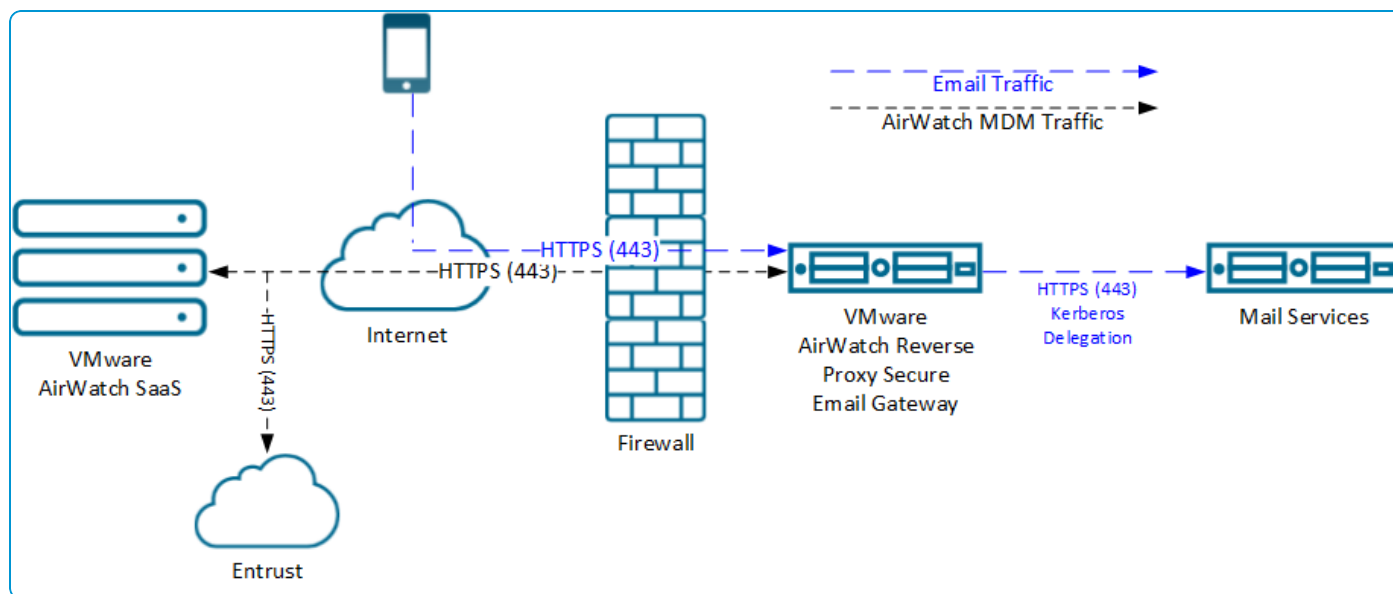 Email Traffic
AirWatch MDM Traffic
HTTPS (443)
HTTPS (443)
HTTPS (443)
VMware
AirWatch SaaS
Internet
Firewall
VMware
AirWatch Reverse
Proxy Secure
Email Gateway
HTTPS (443)
Kerberos
Delegation
Mail Services
Entrust